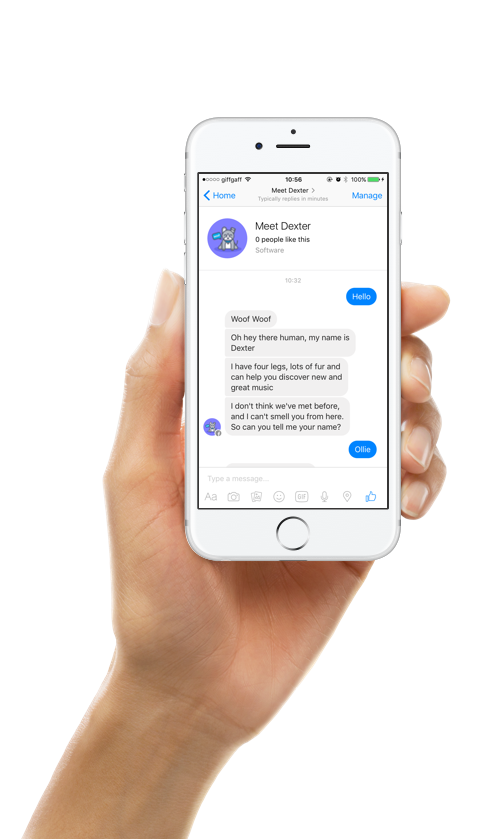 giffgaff 10:56 100%
Home Meet Dexter Manage
Typically replies in minutes
Meet Dexter
0 people like this
Software
10:32
Hello
Woof Woof
Oh hey there human, my name is
Dexter
I have four legs, lots of fur and
can help you discover new and
great music
I don't think we've met before,
and I can't smell you from here.
So can you tell me your name?
Ollie
Type a message...
Aa GIF